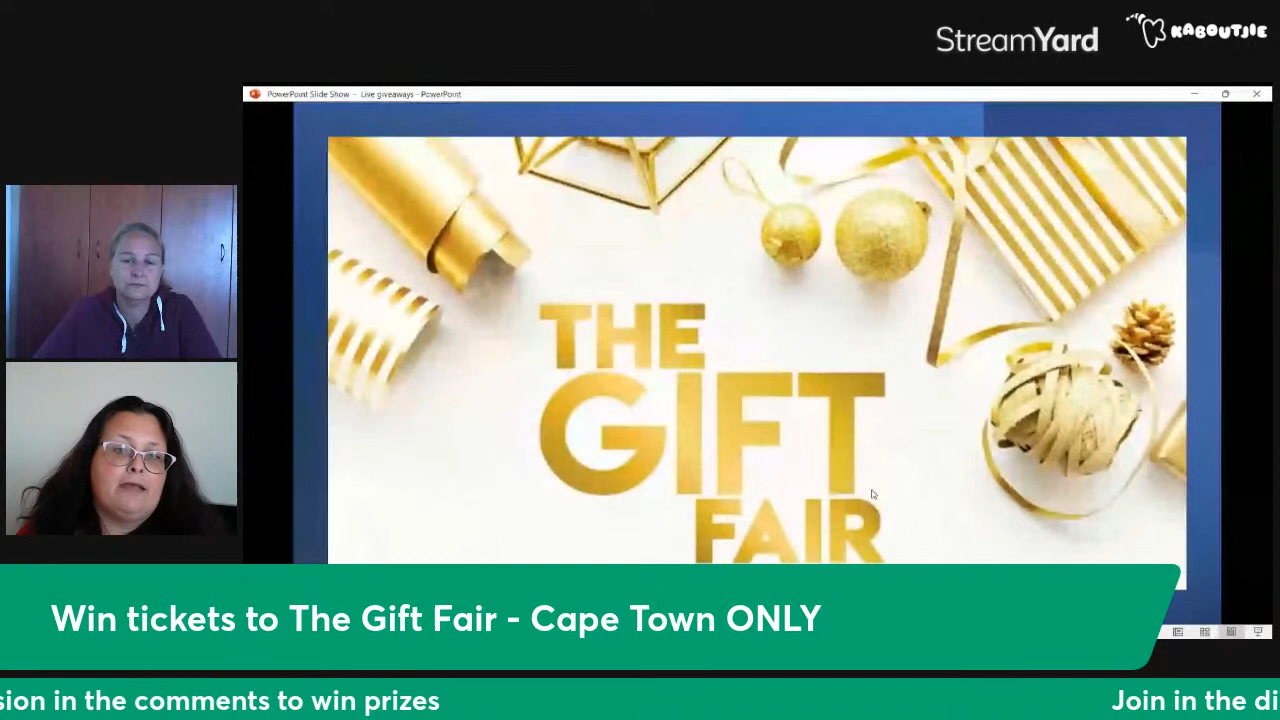 StreamYard
KABOUTJIE
PowerPoint Slide Show - Live giveaways - PowerPoint
THE
GIFT
FAIR
Win tickets to The Gift Fair - Cape Town ONLY
sion in the comments to win prizes
Join in the di